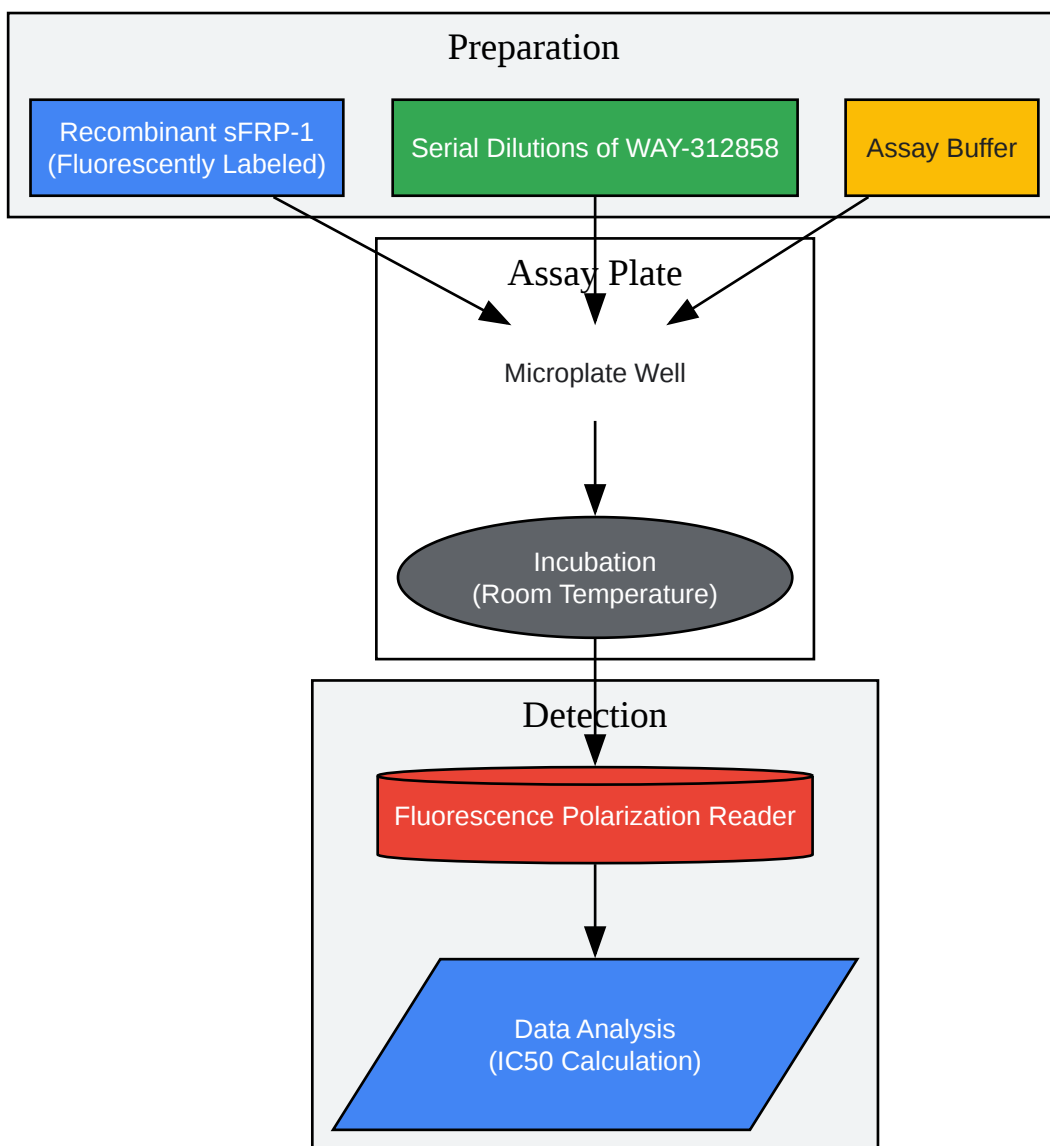 Preparation
Recombinant sFRP-1
(Fluorescently Labeled)
Serial Dilutions of WAY-312858
Assay Buffer
Assay Plate
Microplate Well
Incubation
(Room Temperature)
Detection
Fluorescence Polarization Reader
Data Analysis
(IC50 Calculation)